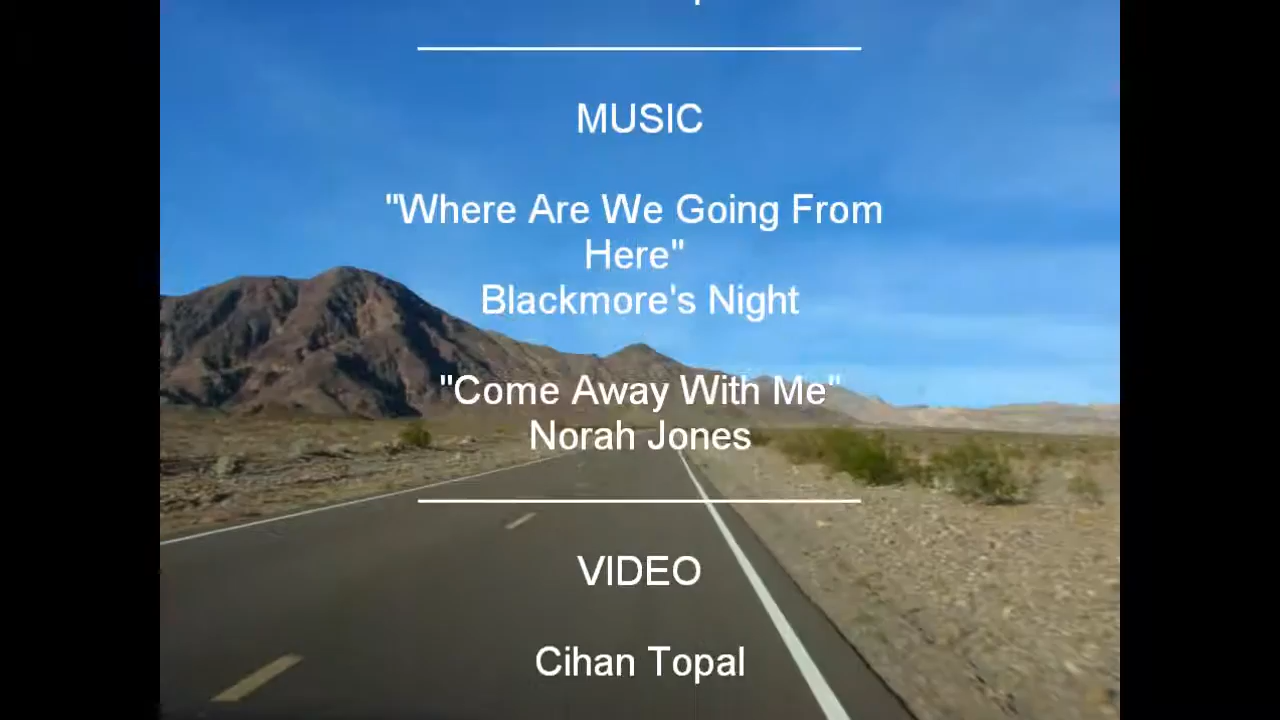 MUSIC
"Where Are We Going From
Here"
Blackmore's Night
"Come Away With Me"
Norah Jones
VIDEO
Cihan Topal